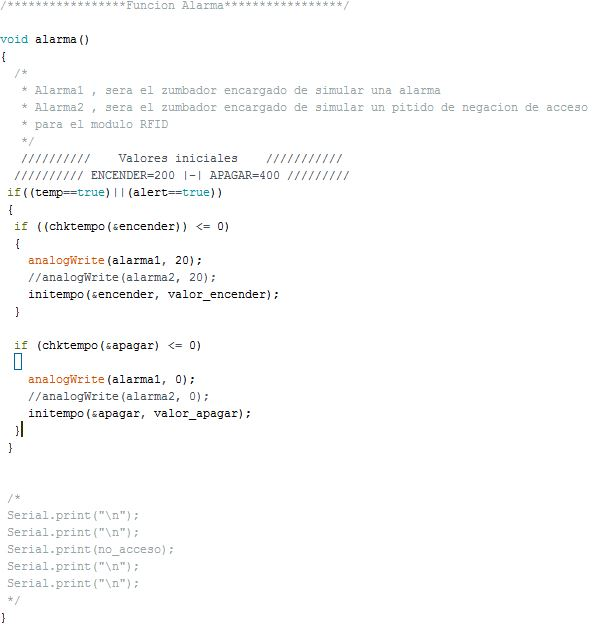 /*****************Funcion Alarma*****************/
void alarma()
{
/*
* Alarma1 , sera el zumbador encargado de simular una alarma
* Alarma2 , sera el zumbador encargado de simular un pitido de negacion de acceso
* para el modulo RFID
*/
////////// Valores iniciales ///////////
////////// ENCENDER=200 |-| APAGAR=400 /////////
if((temp==true)||(alert==true))
{
if ((chktempo(&encender)) <= 0)
{
analogWrite(alarma1, 20);
//analogWrite(alarma2, 20);
initempo(&encender, valor_encender);
}
if (chktempo(&apagar) <= 0)
{
analogWrite(alarma1, 0);
//analogWrite(alarma2, 0);
initempo(&apagar, valor_apagar);
}
}
/*
Serial.print("\n");
Serial.print("\n");
Serial.print(no_acceso);
Serial.print("\n");
Serial.print("\n");
*/
}